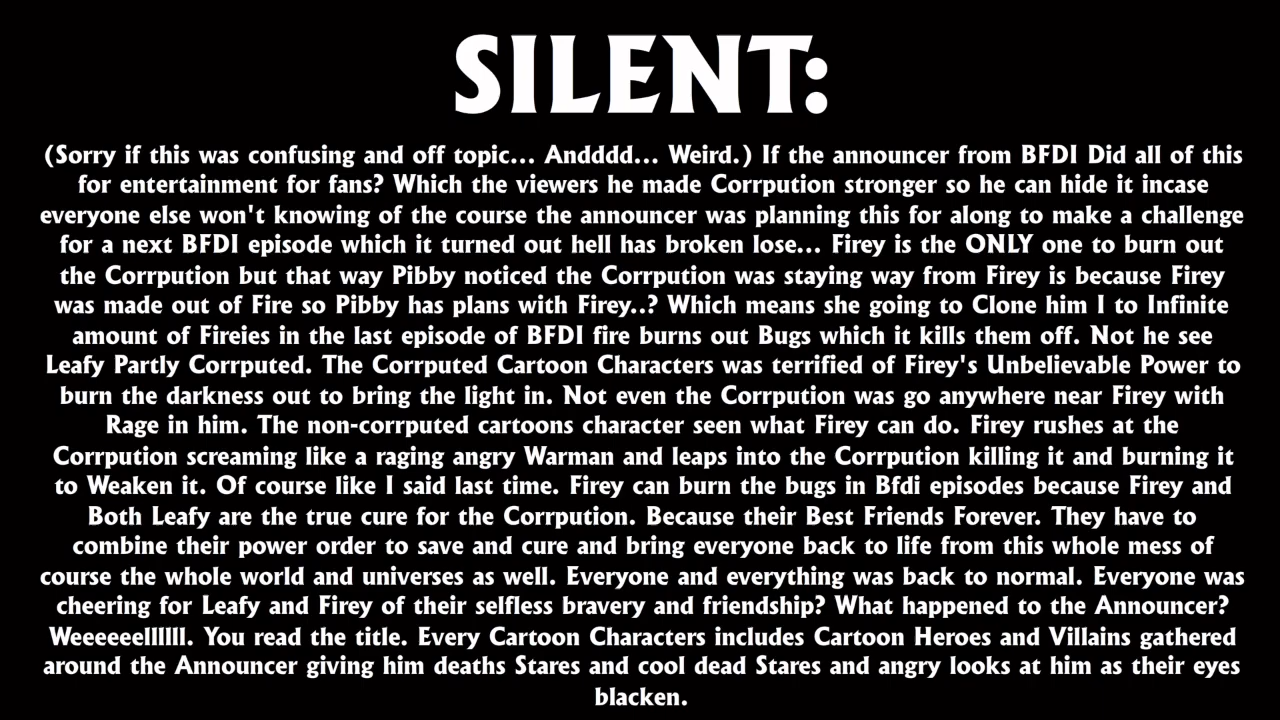 SILENT:
(Sorry if this was confusing and off topic... Andddd... Weird.) If the announcer from BFDI Did all of this
for entertainment for fans? Which the viewers he made Corrpution stronger so he can hide it incase
everyone else won't knowing of the course the announcer was planning this for along to make a challenge
for a next BFDI episode which it turned out hell has broken lose... Firey is the ONLY one to burn out
the Corrpution but that way Pibby noticed the Corrpution was staying way from Firey is because Firey
was made out of Fire so Pibby has plans with Firey..? Which means she going to Clone him I to Infinite
amount of Fireies in the last episode of BFDI fire burns out Bugs which it kills them off. Not he see
Leafy Partly Corrputed. The Corrputed Cartoon Characters was terrified of Firey's Unbelievable Power to
burn the darkness out to bring the light in. Not even the Corrpution was go anywhere near Firey with
Rage in him. The non-corrputed cartoons character seen what Firey can do. Firey rushes at the
Corrpution screaming like a raging angry Warman and leaps into the Corrpution killing it and burning it
to Weaken it. Of course like I said last time. Firey can burn the bugs in Bfdi episodes because Firey and
Both Leafy are the true cure for the Corrpution. Because their Best Friends Forever. They have to
combine their power order to save and cure and bring everyone back to life from this whole mess of
course the whole world and universes as well. Everyone and everything was back to normal. Everyone was
cheering for Leafy and Firey of their selfless bravery and friendship? What happened to the Announcer?
Weeeeeellllll. You read the title. Every Cartoon Characters includes Cartoon Heroes and Villains gathered
around the Announcer giving him deaths Stares and cool dead Stares and angry looks at him as their eyes
blacken.